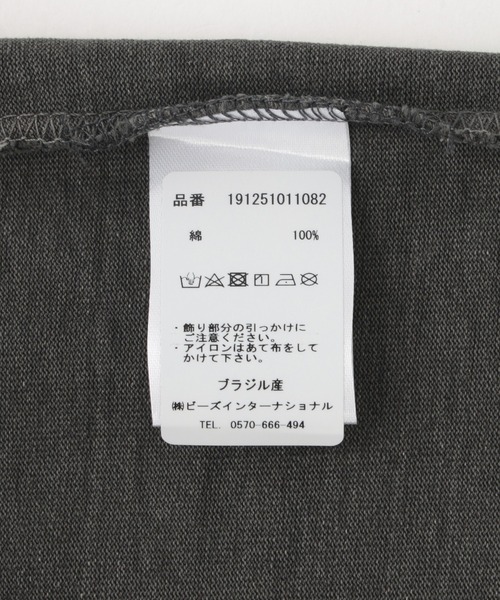 品番 191251011082
綿 100%
・飾り部分の引っかけに
ご注意ください。
・アイロンはあて布をして
かけて下さい。
ブラジル産
㈱ビーズインターナショナル
TEL. 0570-666-494